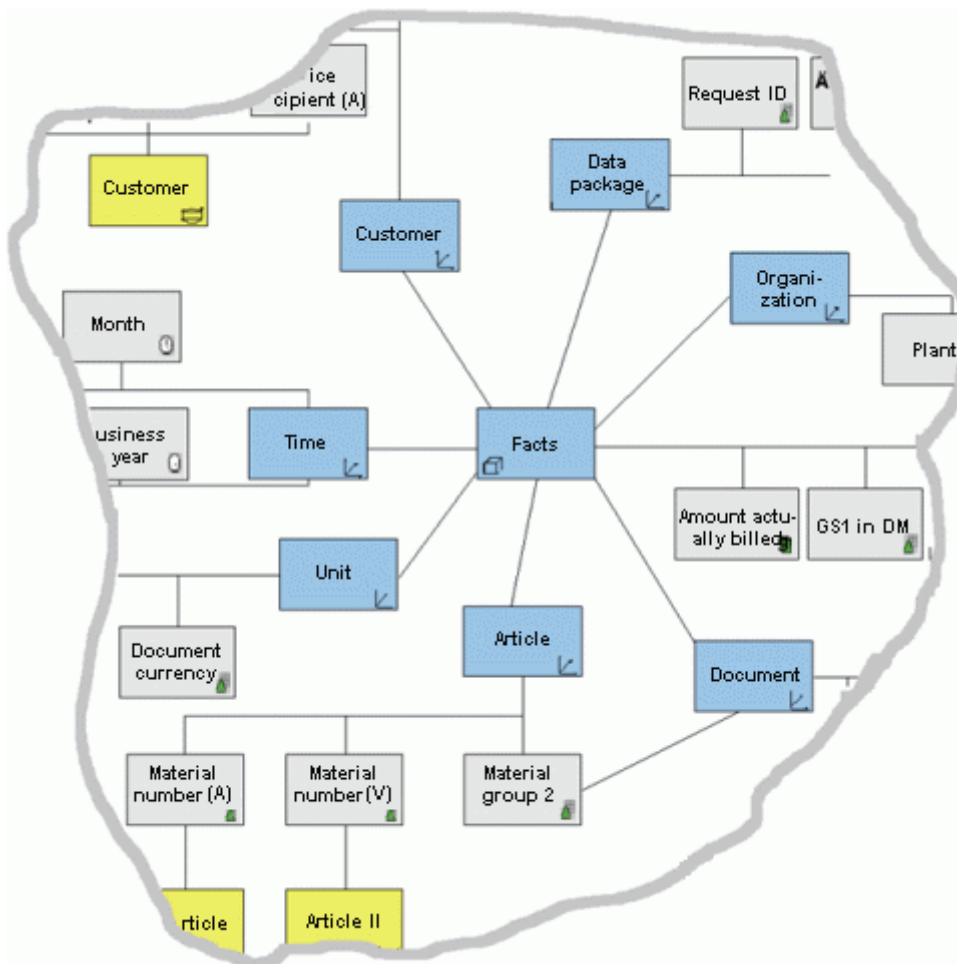 ice
cipient (A)
Request ID
Ä
Data
package
Customer
Customer
Organi-
zation
Month
Plant
usiness
year
Time
Facts
Amount actu-
ally billed
GS1 in DM
Unit
Article
Document
currency
Document
Material
number (A)
Material
number (V)
Material
group 2
rticle
Article II